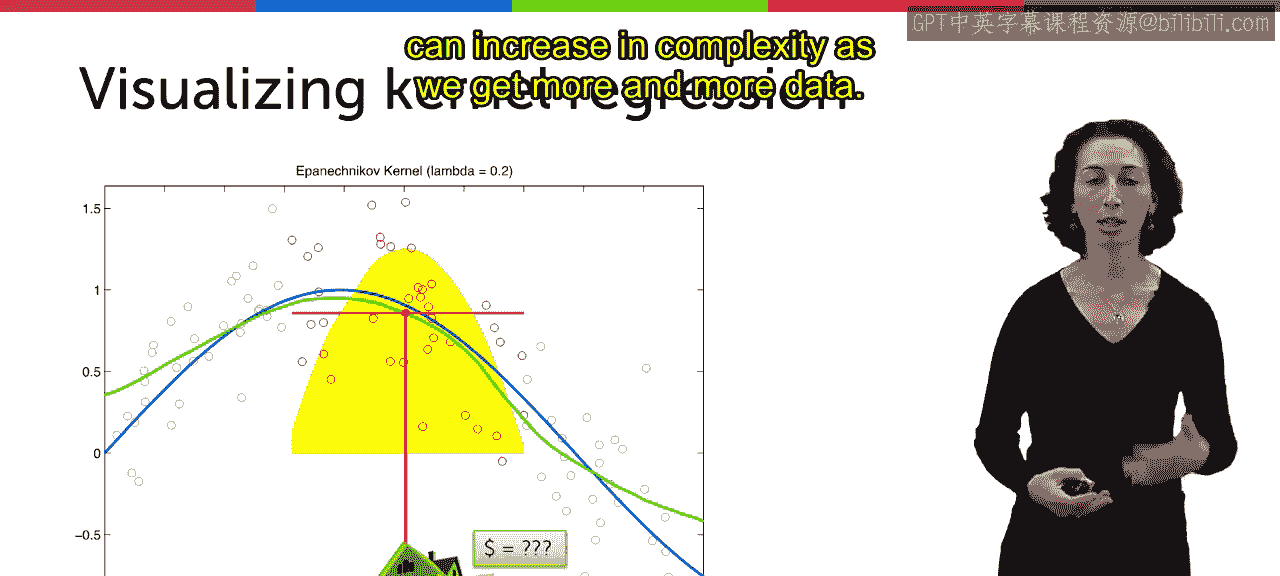 GPT中英字幕课程资源@bilibili.com
can increase in complexity as
we get more and more data.
Visualizing kernel regression
Epanechnikov Kernel (lambda = 0.2)
1.5
1
0.5
0
−0.5
$ = ???